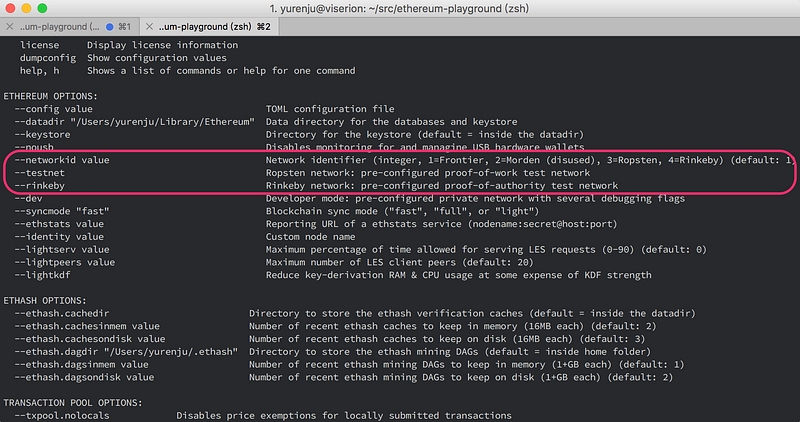 1. yurenju@viserion: ~/src/ethereum-playground (zsh)
..um-playground (... ⌘1 ..um-playground (zsh) ⌘2
license Display license information
dumpconfig Show configuration values
help, h Shows a list of commands or help for one command
ETHEREUM OPTIONS:
--config value TOML configuration file
--datadir "/Users/yurenju/Library/Ethereum" Data directory for the databases and keystore
--keystore Directory for the keystore (default = inside the datadir)
--nousb Disables monitoring for and managing USB hardware wallets
--networkid value Network identifier (integer, 1=Frontier, 2=Morden (disused), 3=Ropsten, 4=Rinkeby) (default: 1)
--testnet Ropsten network: pre-configured proof-of-work test network
--rinkeby Rinkeby network: pre-configured proof-of-authority test network
--dev Developer mode: pre-configured private network with several debugging flags
--syncmode "fast" Blockchain sync mode ("fast", "full", or "light")
--ethstats value Reporting URL of a ethstats service (nodename:secret@host:port)
--identity value Custom node name
--lightserv value Maximum percentage of time allowed for serving LES requests (0-90) (default: 0)
--lightpeers value Maximum number of LES client peers (default: 20)
--lightkdf Reduce key-derivation RAM & CPU usage at some expense of KDF strength
ETHASH OPTIONS:
--ethash.cachedir Directory to store the ethash verification caches (default = inside the datadir)
--ethash.cachesinmem value Number of recent ethash caches to keep in memory (16MB each) (default: 2)
--ethash.cachesondisk value Number of recent ethash caches to keep on disk (16MB each) (default: 3)
--ethash.dagdir "/Users/yurenju/.ethash" Directory to store the ethash mining DAGs (default = inside home folder)
--ethash.dagsinmem value Number of recent ethash mining DAGs to keep in memory (1+GB each) (default: 1)
--ethash.dagsondisk value Number of recent ethash mining DAGs to keep on disk (1+GB each) (default: 2)
TRANSACTION POOL OPTIONS:
--txpool.nolocals Disables price exemptions for locally submitted transactions